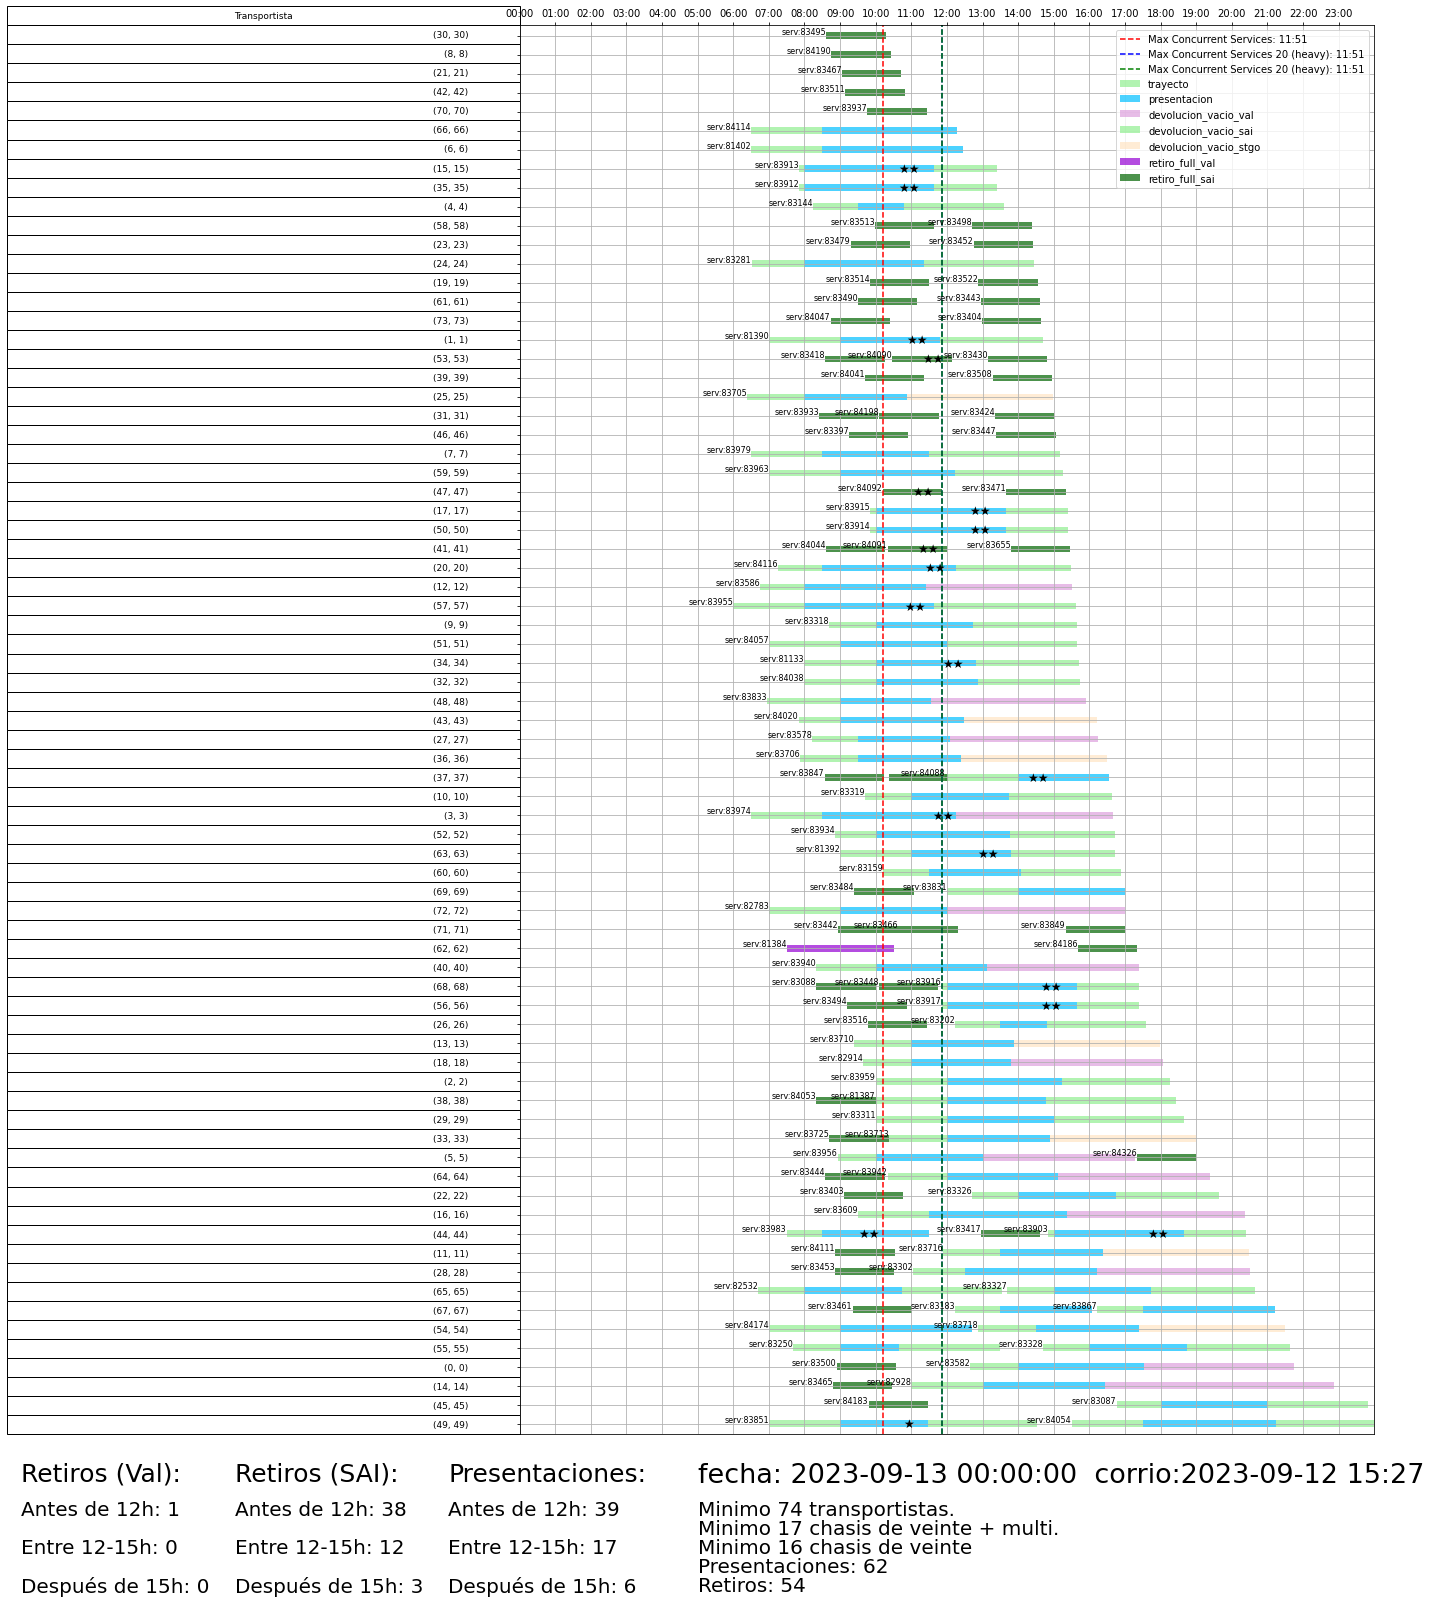 Transportista
00:00 01:00 02:00 03:00 04:00 05:00 06:00 07:00 08:00 09:00 10:00 11:00 12:00 13:00 14:00 15:00 16:00 17:00 18:00 19:00 20:00 21:00 22:00 23:00
Max Concurrent Services: 11:51
Max Concurrent Services 20 (heavy): 11:51
Max Concurrent Services 20 (heavy): 11:51
trayecto
presentacion
devolucion_vacio_val
devolucion_vacio_sai
devolucion_vacio_stgo
retiro_full_val
retiro_full_sai
(30, 30) serv:83495
(8, 8) serv:84190
(21, 21) serv:83467
(42, 42) serv:83511
(70, 70) serv:83937
(66, 66) serv:84114
(6, 6) serv:81402
(15, 15) serv:83913
(35, 35) serv:83912
(4, 4) serv:83144
(58, 58) serv:83513 serv:83498
(23, 23) serv:83479 serv:83452
(24, 24) serv:83281
(19, 19) serv:83514 serv:83522
(61, 61) serv:83490 serv:83443
(73, 73) serv:84047 serv:83404
(1, 1) serv:81390
(53, 53) serv:83418 serv:84090 serv:83430
(39, 39) serv:84041 serv:83508
(25, 25) serv:83705
(31, 31) serv:83933 serv:84198 serv:83424
(46, 46) serv:83397 serv:83447
(7, 7) serv:83979
(59, 59) serv:83963
(47, 47) serv:84092 serv:83471
(17, 17) serv:83915
(50, 50) serv:83914
(41, 41) serv:84044 serv:84091 serv:83655
(20, 20) serv:84116
(12, 12) serv:83586
(57, 57) serv:83955
(9, 9) serv:83318
(51, 51) serv:84057
(34, 34) serv:81133
(32, 32) serv:84038
(48, 48) serv:83833
(43, 43) serv:84020
(27, 27) serv:83578
(36, 36) serv:83706
(37, 37) serv:83847 serv:84088
(10, 10) serv:83319
(3, 3) serv:83974
(52, 52) serv:83934
(63, 63) serv:81392
(60, 60) serv:83159
(69, 69) serv:83484 serv:83831
(72, 72) serv:82783
(71, 71) serv:83442 serv:83466 serv:83849
(62, 62) serv:81384 serv:84186
(40, 40) serv:83940
(68, 68) serv:83088 serv:83448 serv:83916
(56, 56) serv:83494 serv:83917
(26, 26) serv:83516 serv:83202
(13, 13) serv:83710
(18, 18) serv:82914
(2, 2) serv:83959
(38, 38) serv:84053 serv:81387
(29, 29) serv:83311
(33, 33) serv:83725 serv:83713
(5, 5) serv:83956 serv:84326
(64, 64) serv:83444 serv:83942
(22, 22) serv:83403 serv:83326
(16, 16) serv:83609
(44, 44) serv:83983 serv:83417 serv:83903
(11, 11) serv:84111 serv:83716
(28, 28) serv:83453 serv:83302
(65, 65) serv:82532 serv:83327
(67, 67) serv:83461 serv:83183 serv:83867
(54, 54) serv:84174 serv:83718
(55, 55) serv:83250 serv:83328
(0, 0) serv:83500 serv:83582
(14, 14) serv:83465 serv:82928
(45, 45) serv:84183 serv:83087
(49, 49) serv:83851 serv:84054
Retiros (Val):
Antes de 12h: 1
Entre 12-15h: 0
Después de 15h: 0
Retiros (SAI):
Antes de 12h: 38
Entre 12-15h: 12
Después de 15h: 3
Presentaciones:
Antes de 12h: 39
Entre 12-15h: 17
Después de 15h: 6
fecha: 2023-09-13 00:00:00 corrio:2023-09-12 15:27
Minimo 74 transportistas.
Minimo 17 chasis de veinte + multi.
Minimo 16 chasis de veinte
Presentaciones: 62
Retiros: 54